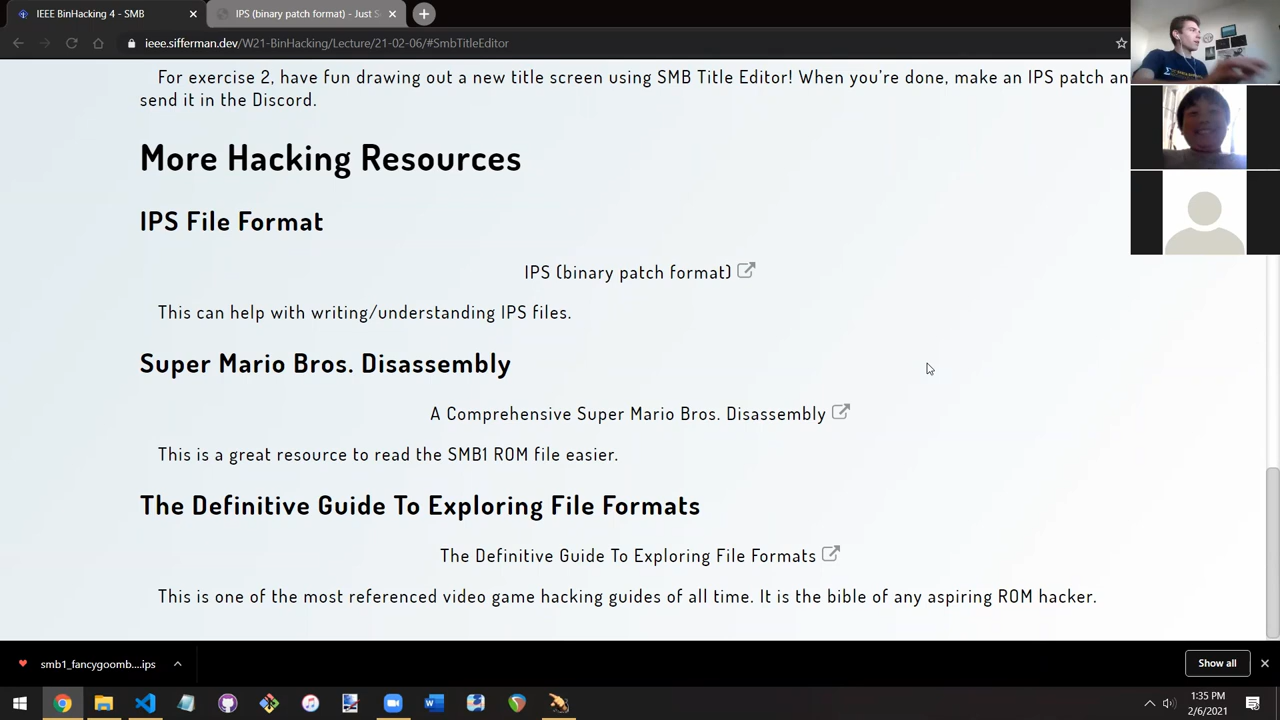 IEEE BinHacking 4 - SMB
IPS (binary patch format) - Just S
ieee.sifferman.dev/W21-BinHacking/Lecture/21-02-06/#SmbTitleEditor
For exercise 2, have fun drawing out a new title screen using SMB Title Editor! When you're done, make an IPS patch an
send it in the Discord.
More Hacking Resources
IPS File Format
IPS (binary patch format)
This can help with writing/understanding IPS files.
Super Mario Bros. Disassembly
A Comprehensive Super Mario Bros. Disassembly
This is a great resource to read the SMB1 ROM file easier.
The Definitive Guide To Exploring File Formats
The Definitive Guide To Exploring File Formats
This is one of the most referenced video game hacking guides of all time. It is the bible of any aspiring ROM hacker.
smb1_fancygoomb....ips
Show all
1:35 PM
2/6/2021